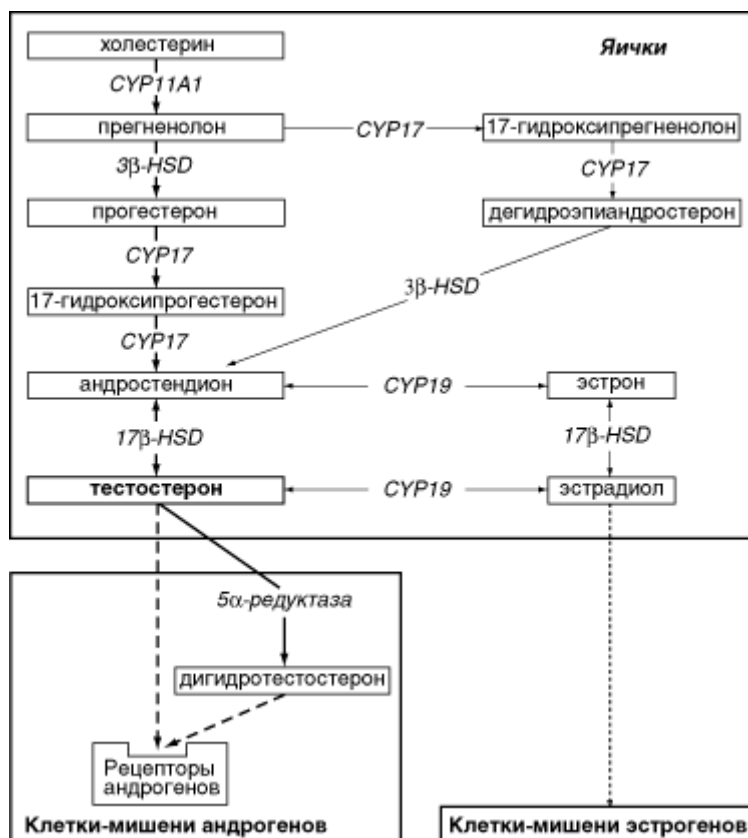 холестерин
Яички
CYP11A1
прегненолон
CYP17
17-гидроксипрегненолон
3β-HSD
CYP17
прогестерон
дегидроэпиандростерон
CYP17
3β-HSD
17-гидроксипрогестерон
CYP17
андростендион
CYP19
эстрон
17β-HSD
17β-HSD
тестостерон
CYP19
эстрадиол
5α-редуктаза
дигидротестостерон
Рецепторы
андрогенов
Клетки-мишени андрогенов
Клетки-мишени эстрогенов